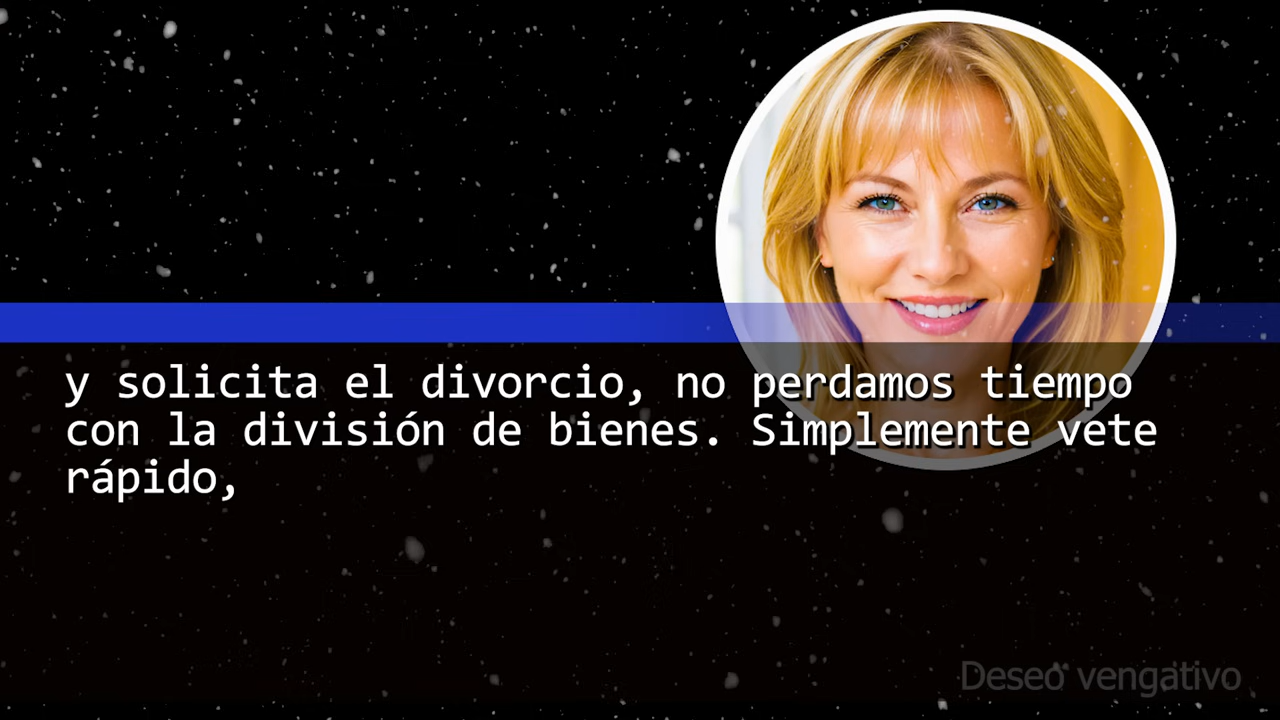 y solicita el divorcio, no perdamos tiempo
con la división de bienes. Simplemente vete
rápido,
Deseo vengativo